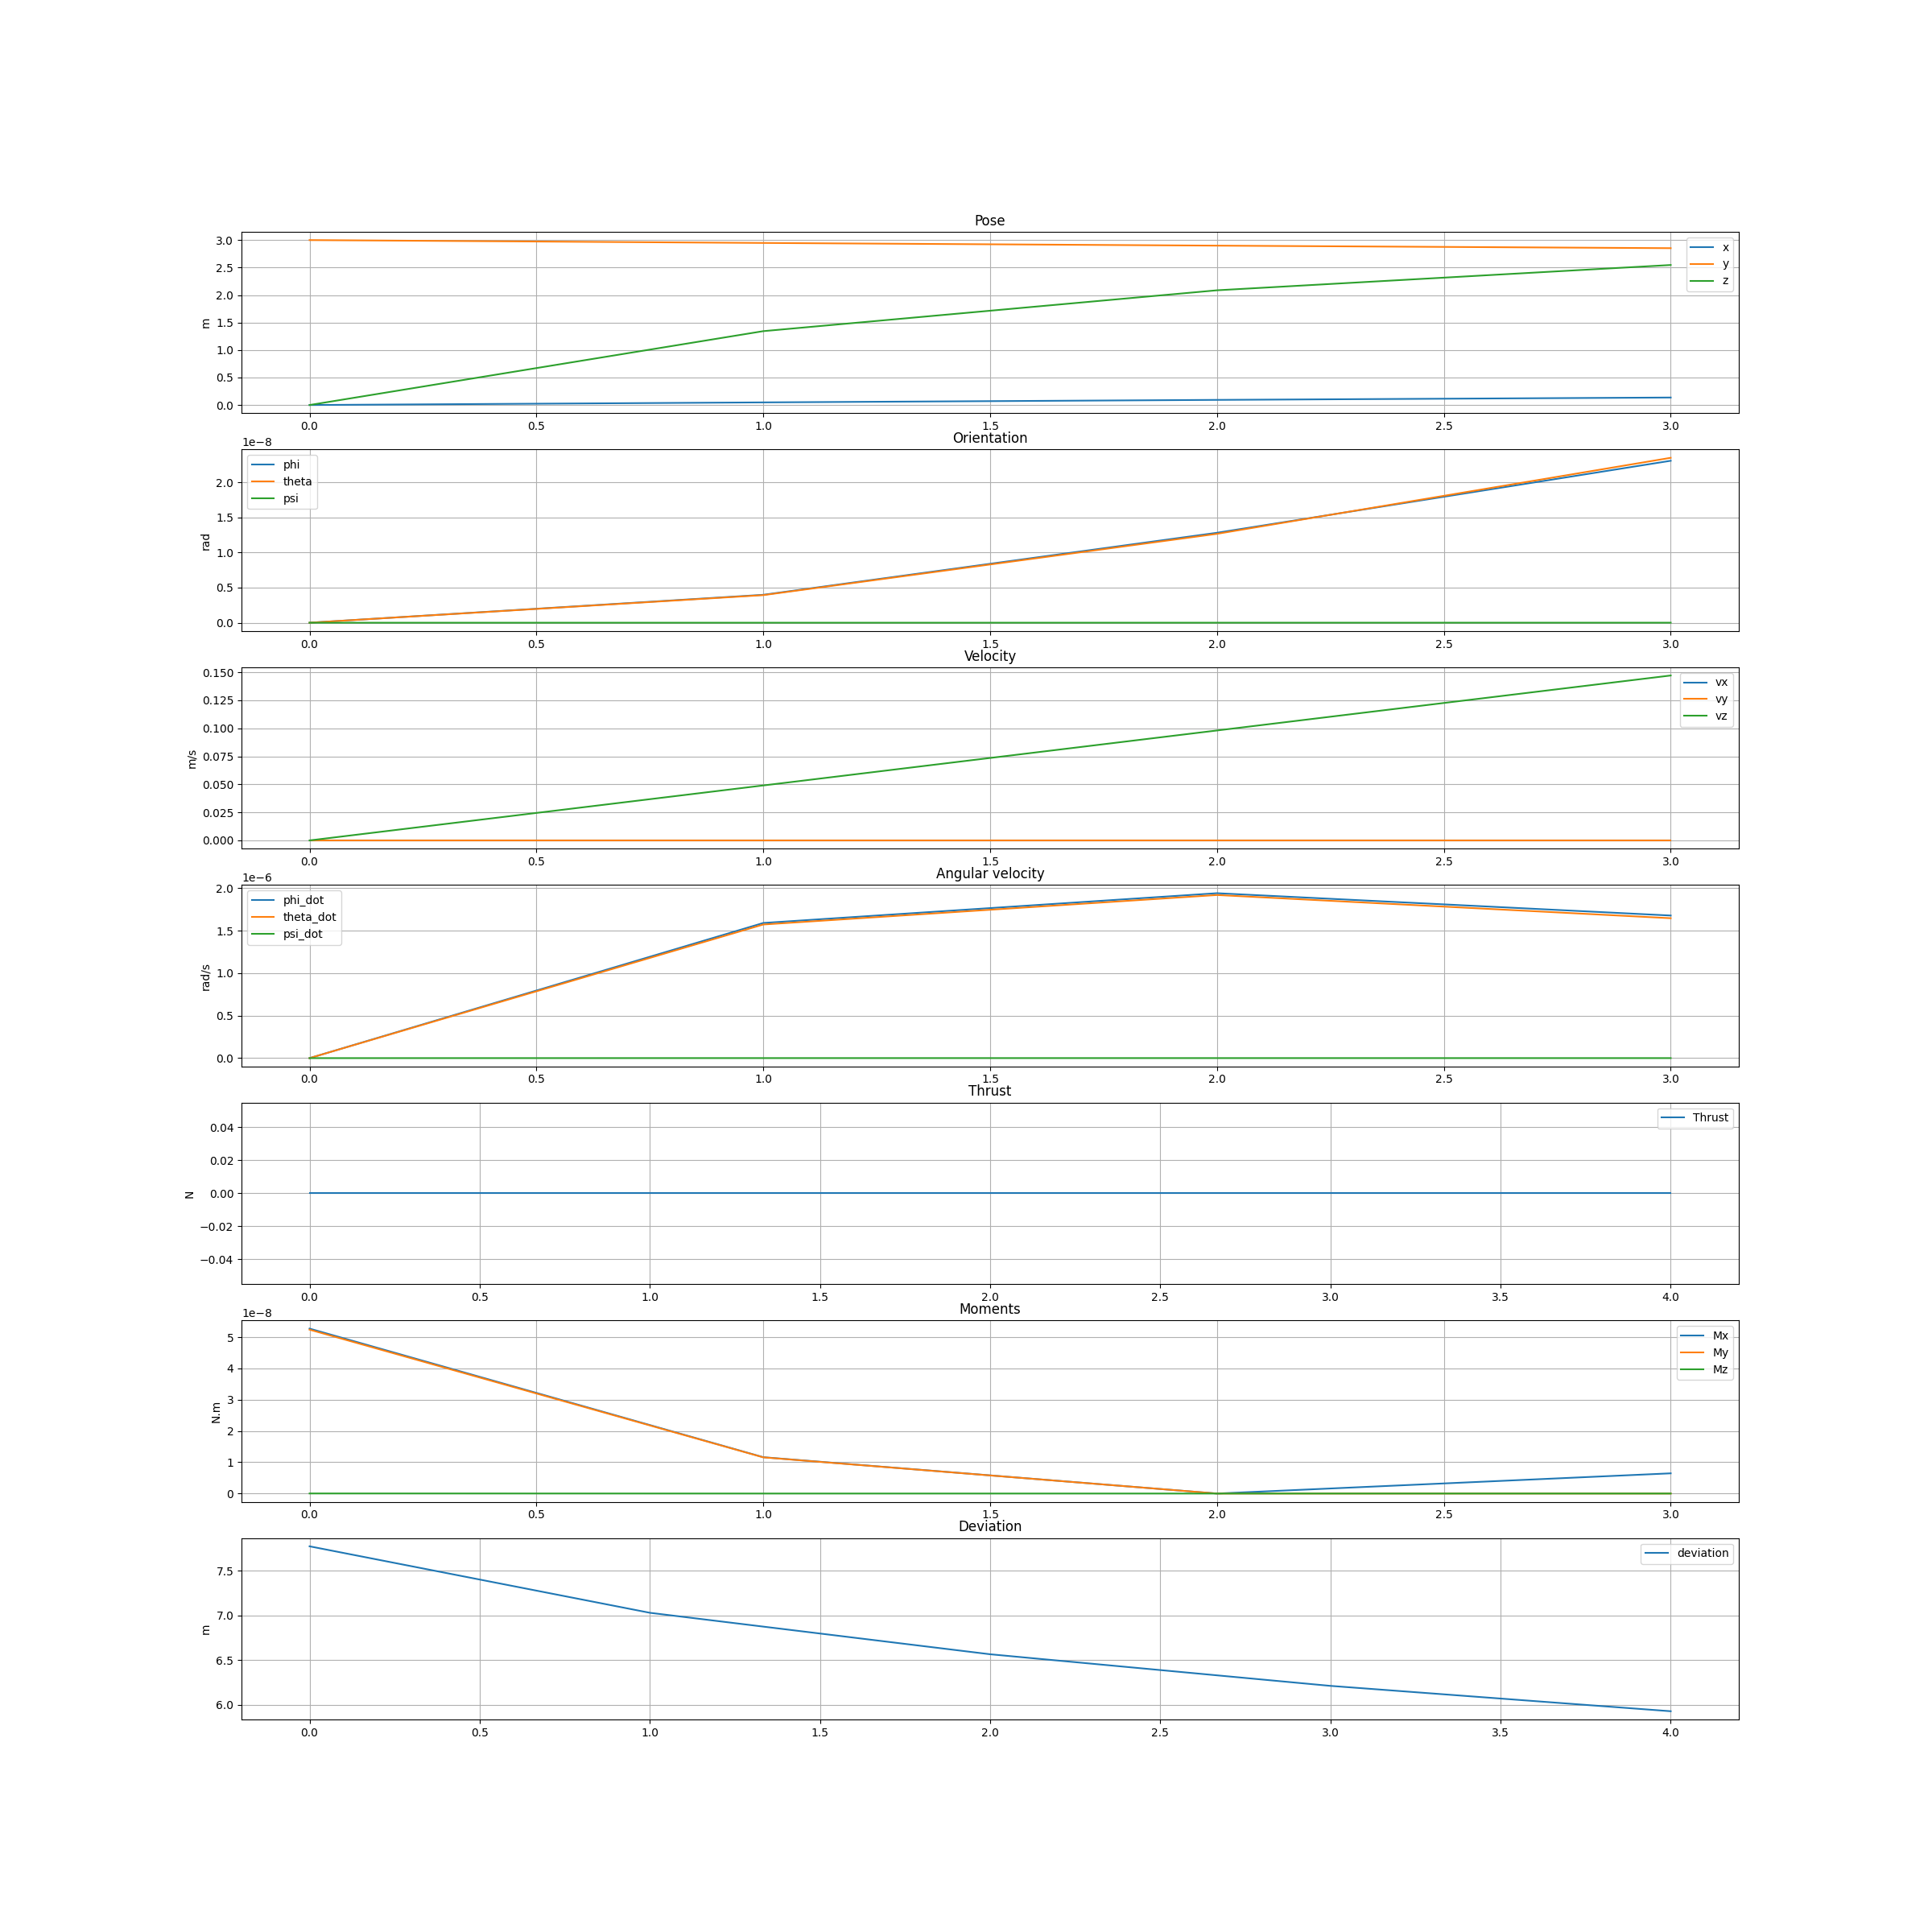 Pose
3.0
2.5
2.0
1.5
1.0
0.5
0.0
m
x
y
z
0.0 0.5 1.0 1.5 2.0 2.5 3.0
Orientation
1e−8
2.0
1.5
1.0
0.5
0.0
rad
phi
theta
psi
0.0 0.5 1.0 1.5 2.0 2.5 3.0
Velocity
0.150
0.125
0.100
0.075
0.050
0.025
0.000
m/s
vx
vy
vz
0.0 0.5 1.0 1.5 2.0 2.5 3.0
Angular velocity
1e−6
2.0
1.5
1.0
0.5
0.0
rad/s
phi_dot
theta_dot
psi_dot
0.0 0.5 1.0 1.5 2.0 2.5 3.0
Thrust
0.04
0.02
0.00
−0.02
−0.04
N
Thrust
0.0 0.5 1.0 1.5 2.0 2.5 3.0 3.5 4.0
Moments
1e−8
5
4
3
2
1
0
N.m
Mx
My
Mz
0.0 0.5 1.0 1.5 2.0 2.5 3.0
Deviation
7.5
7.0
6.5
6.0
m
deviation
0.0 0.5 1.0 1.5 2.0 2.5 3.0 3.5 4.0